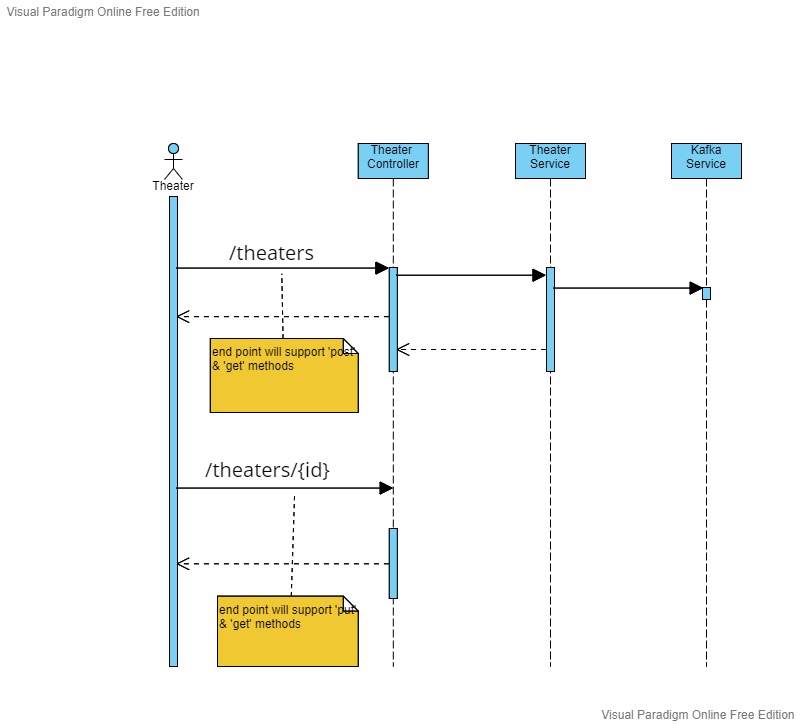 Visual Paradigm Online Free Edition
Theater
Theater
Controller
Theater
Service
Kafka
Service
/theaters
end point will support 'post'
& 'get' methods
/theaters/{id}
end point will support 'put'
& 'get' methods
Visual Paradigm Online Free Edition